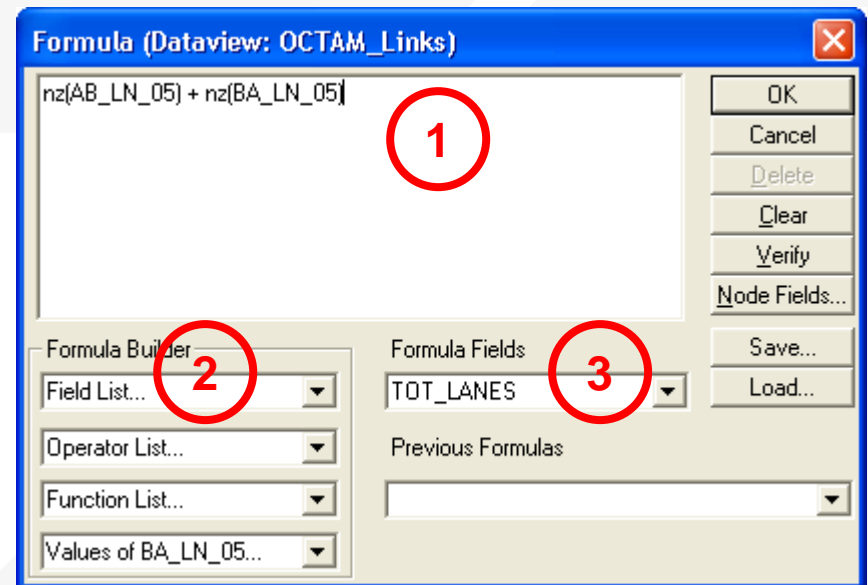 Formula (Dataview: OCTAM_Links)
nz(AB_LN_05) + nz(BA_LN_05)
1
OK
Cancel
Delete
Clear
Verify
Node Fields...
Save...
Load...
Formula Builder
2
Field List...
Operator List...
Function List...
Values of BA_LN_05...
Formula Fields
3
TOT_LANES
Previous Formulas